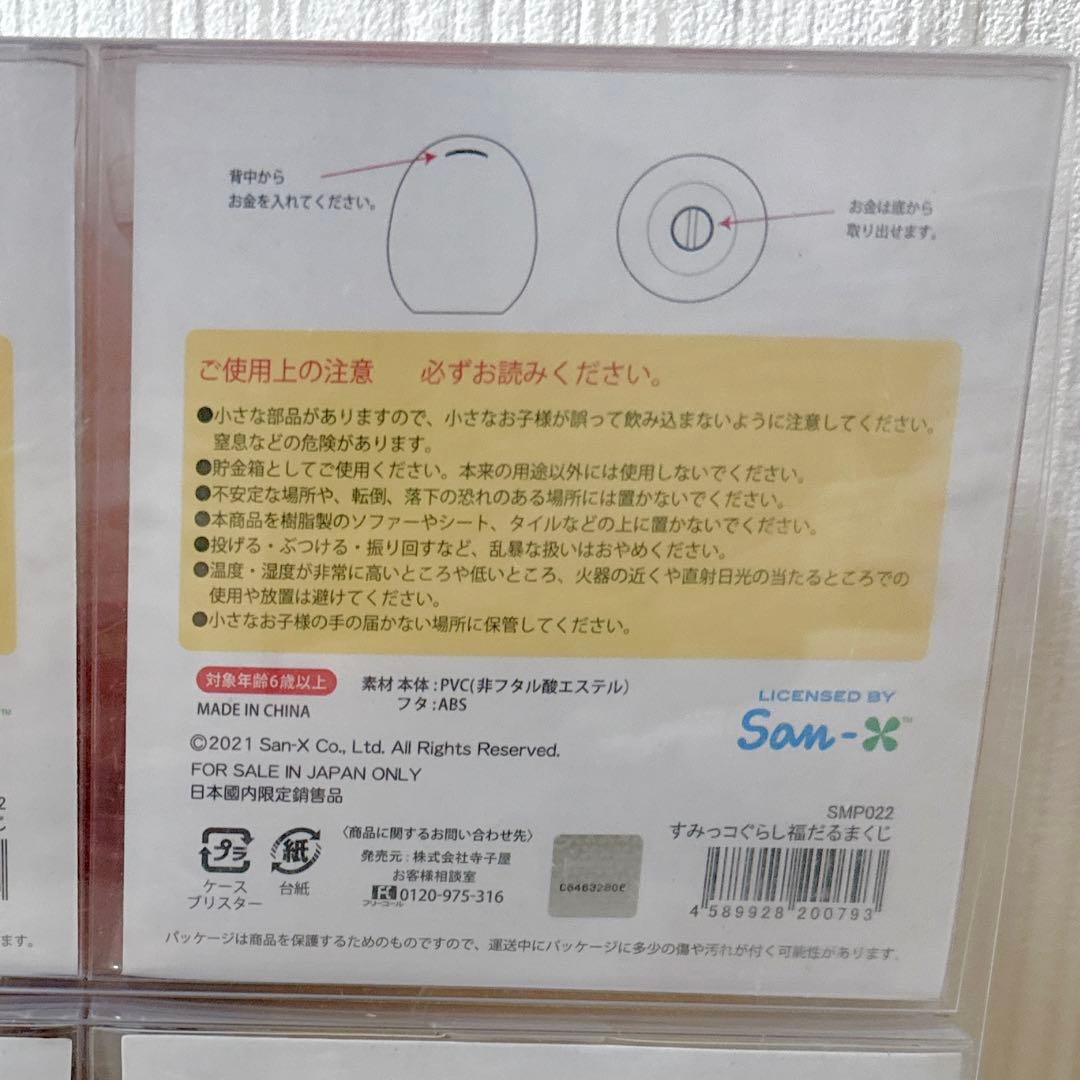 背中から
お金を入れてください。
お金は底から
取り出せます。
ご使用上の注意 必ずお読みください。
●小さな部品がありますので、小さなお子様が誤って飲み込まないように注意してください。
窒息などの危険があります。
●貯金箱としてご使用ください。本来の用途以外には使用しないでください。
●不安定な場所や、転倒、落下の恐れのある場所には置かないでください。
●本商品を樹脂製のソファーやシート、タイルなどの上に置かないでください。
●投げる・ぶつける・振り回すなど、乱暴な扱いはおやめください。
●温度・湿度が非常に高いところや低いところ、火器の近くや直射日光の当たるところでの
使用や放置は避けてください。
●小さなお子様の手の届かない場所に保管してください。
対象年齢6歳以上
素材 本体:PVC(非フタル酸エステル)
フタ:ABS
MADE IN CHINA
LICENSED BY
San-X™
©2021 San-X Co., Ltd. All Rights Reserved.
FOR SALE IN JAPAN ONLY
日本國内限定銷售品
SMP022
すみっコぐらし福だるまくじ
プラ
ケース
ブリスター
紙
台紙
〈商品に関するお問い合わせ先〉
発売元:株式会社寺子屋
お客様相談室
フリーコール 0120-975-316
4 589928 200793
パッケージは商品を保護するためのものですので、運送中にパッケージに多少の傷や汚れが付く可能性があります。
ます。